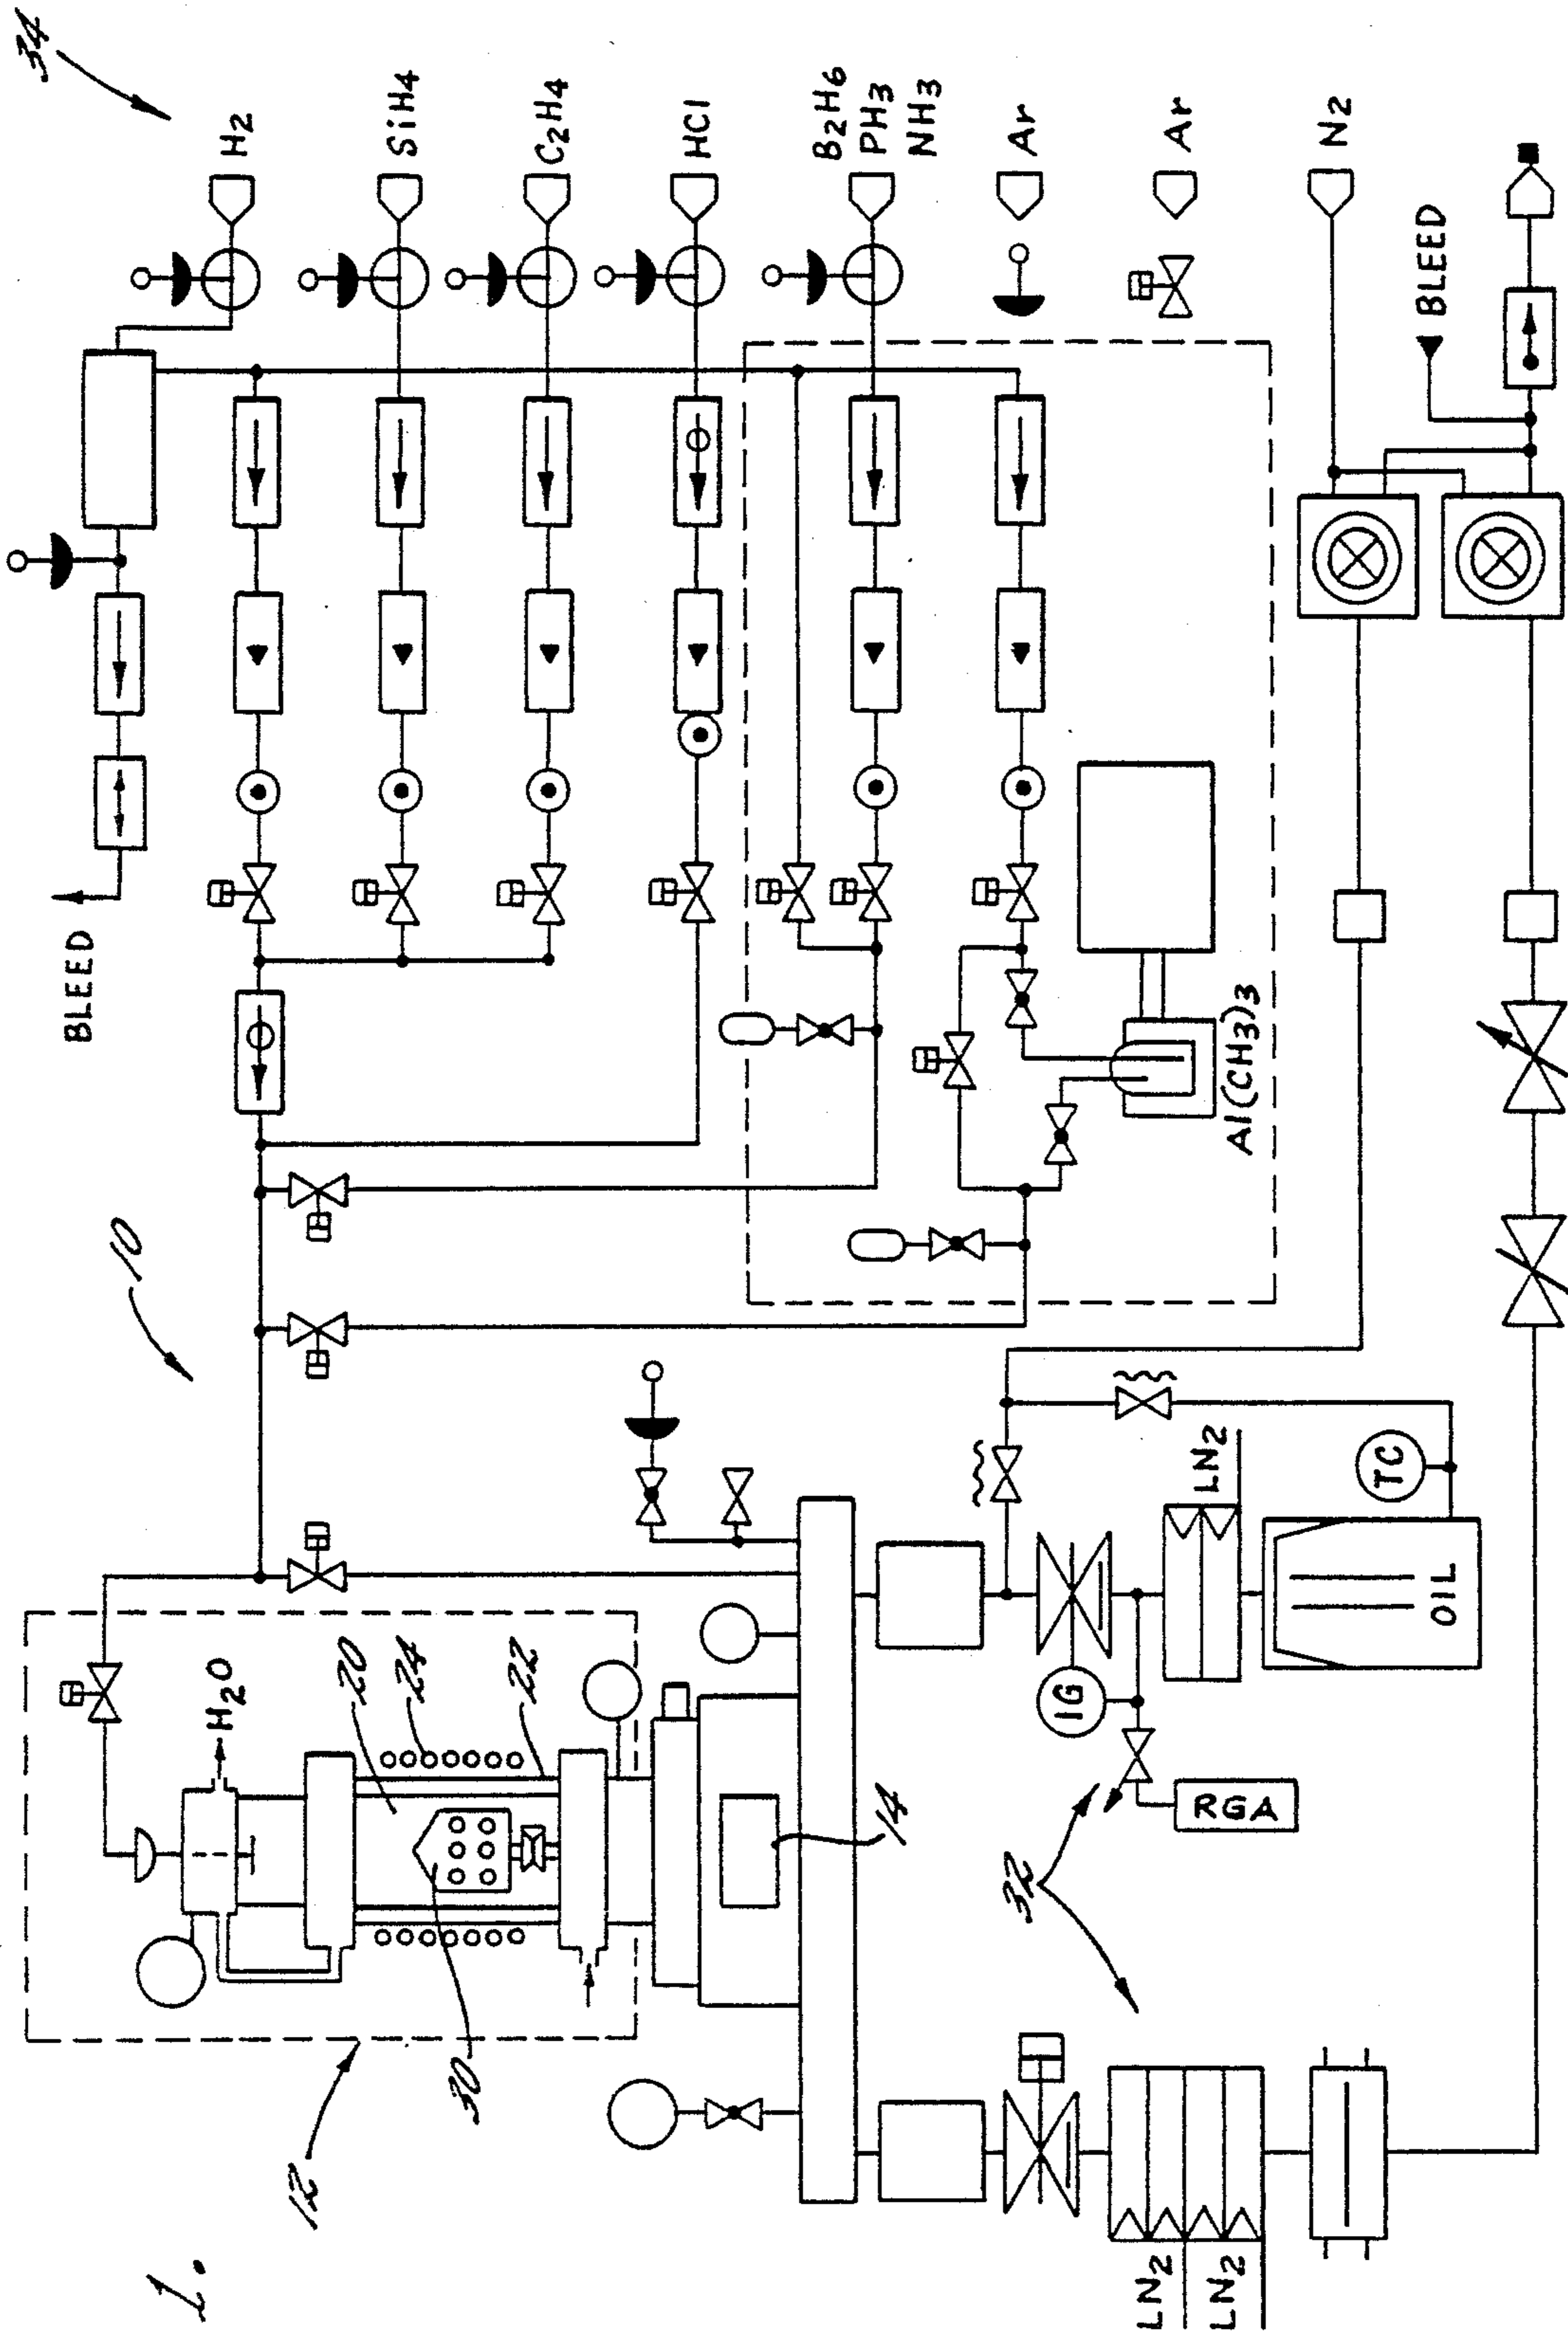 34
H2
SiH4
C2H4
HCl
B2H6
PH3
NH3
Ar
Ar
N2
BLEED
BLEED
Al(CH3)3
10
LN2
TC
OIL
IG
RGA
H2O
20
24
22
14
32
30
12
LN2
LN2
1.